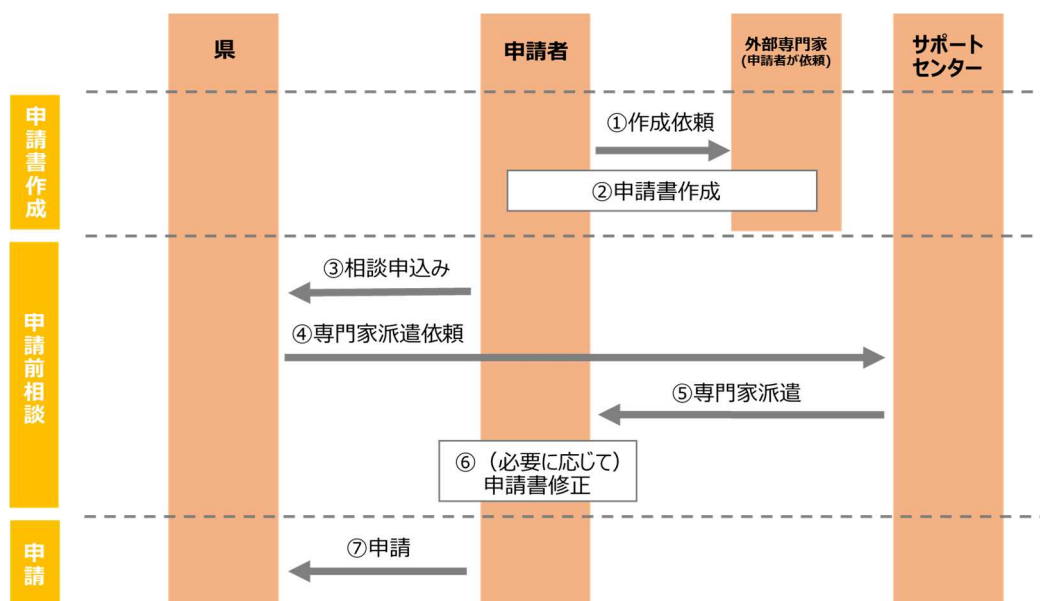 県
申請者
外部専門家
(申請者が依頼)
サポート
センター
申請書作成
①作成依頼
②申請書作成
申請前相談
③相談申込み
④専門家派遣依頼
⑤専門家派遣
⑥（必要に応じて）
申請書修正
申請
⑦申請